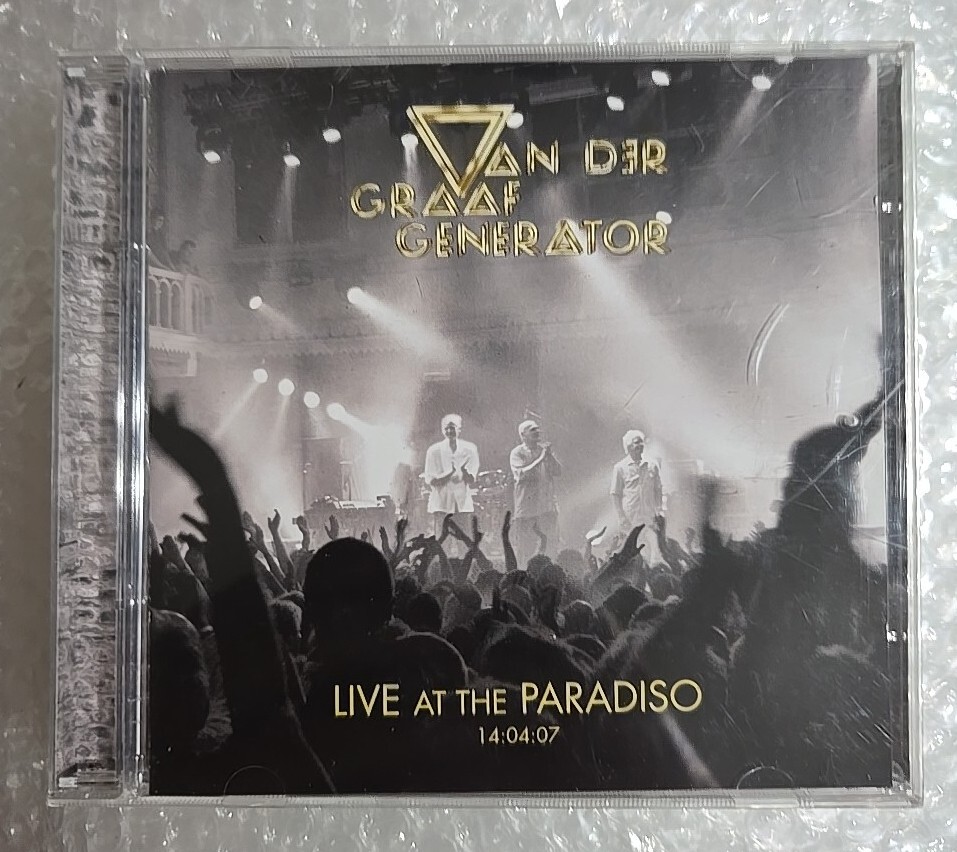 VAN DER
GRAAF
GENERATOR
LIVE AT THE PARADISO
14:04:07